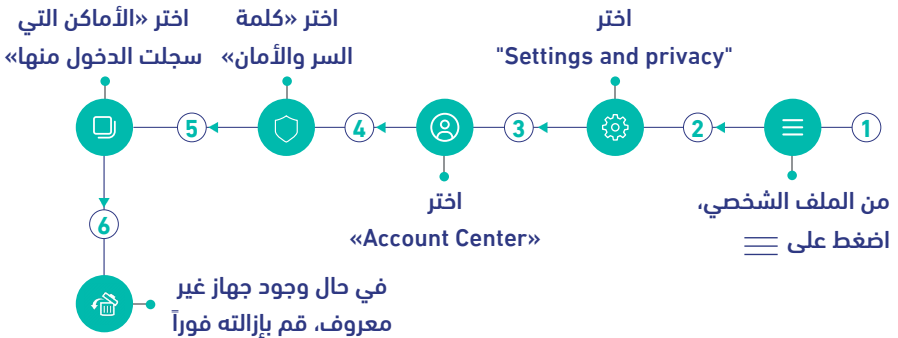 1
من الملف الشخصي،
اضغط على
2
اختر
"Settings and privacy"
3
اختر
«Account Center»
4
اختر «كلمة
السر والأمان»
5
اختر «الأماكن التي
سجلت الدخول منها»
6
في حال وجود جهاز غير
معروف، قم بإزالته فوراً